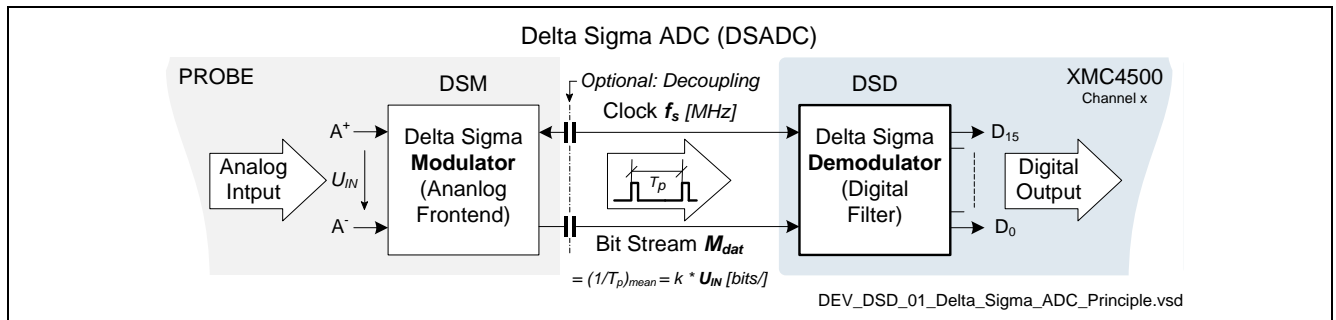 Delta Sigma ADC (DSADC)
PROBE
DSM
Optional: Decoupling
DSD
XMC4500
Channel x
Clock fs [MHz]
A+
Delta Sigma
Modulator
(Ananlog
Frontend)
Delta Sigma
Demodulator
(Digital
Filter)
D15
Analog
Intput
UIN
Tp
Digital
Output
A-
D0
Bit Stream Mdat
= (1/Tp)mean = k * UIN [bits/]
DEV_DSD_01_Delta_Sigma_ADC_Principle.vsd